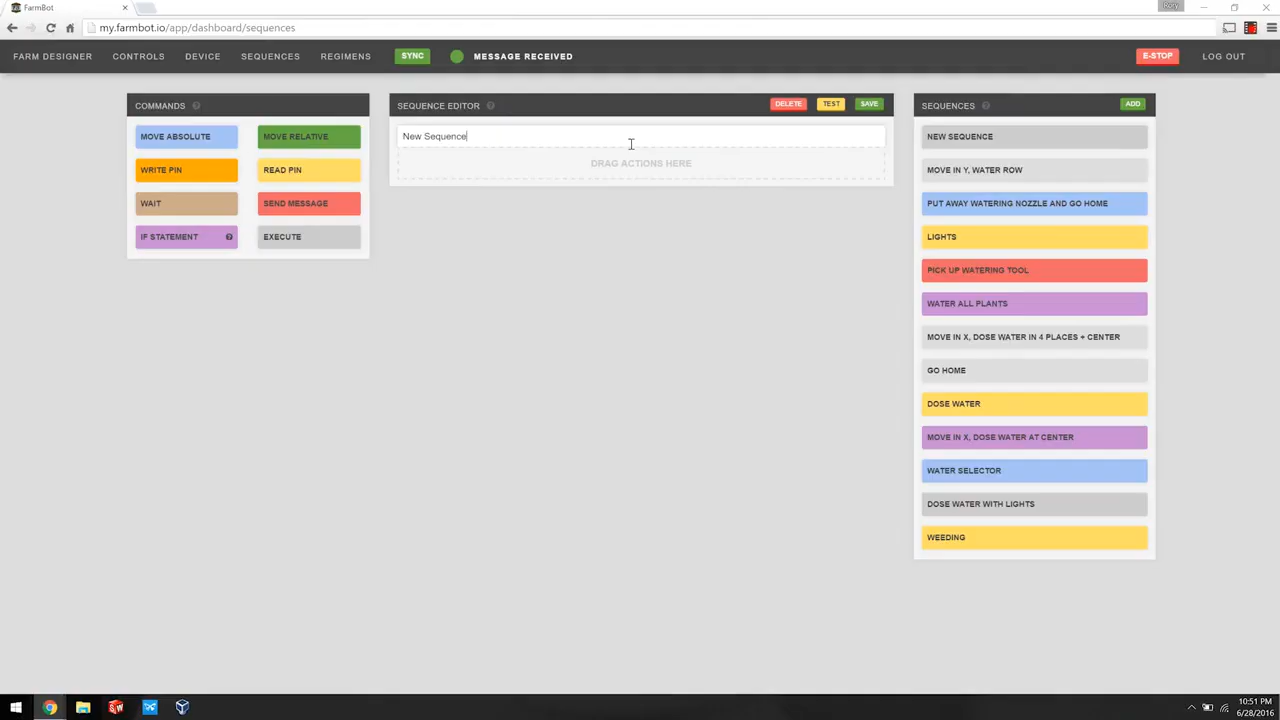 FarmBot
my.farmbot.io/app/dashboard/sequences
FARM DESIGNER CONTROLS DEVICE SEQUENCES REGIMENS SYNC MESSAGE RECEIVED E-STOP LOG OUT
COMMANDS
MOVE ABSOLUTE MOVE RELATIVE
WRITE PIN READ PIN
WAIT SEND MESSAGE
IF STATEMENT EXECUTE
SEQUENCE EDITOR DELETE TEST SAVE
New Sequence
DRAG ACTIONS HERE
SEQUENCES ADD
NEW SEQUENCE
MOVE IN Y, WATER ROW
PUT AWAY WATERING NOZZLE AND GO HOME
LIGHTS
PICK UP WATERING TOOL
WATER ALL PLANTS
MOVE IN X, DOSE WATER IN 4 PLACES + CENTER
GO HOME
DOSE WATER
MOVE IN X, DOSE WATER AT CENTER
WATER SELECTOR
DOSE WATER WITH LIGHTS
WEEDING
10:51 PM
6/28/2016